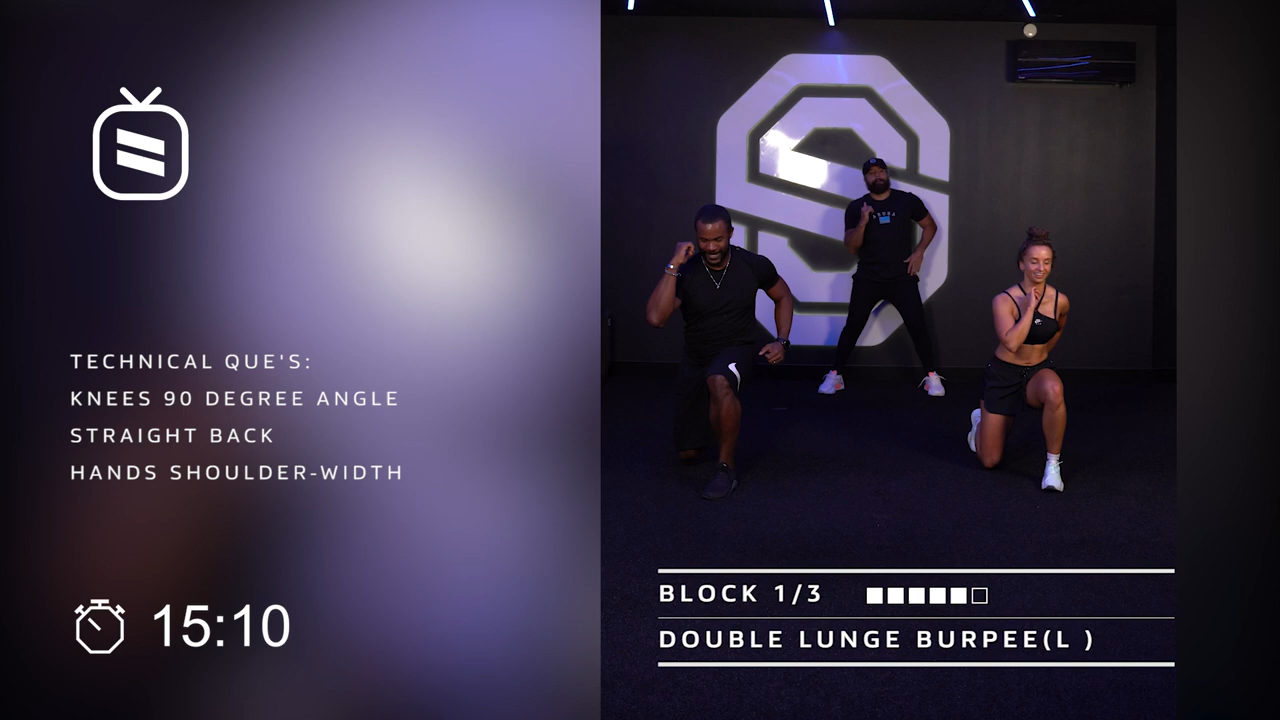 TECHNICAL QUE'S:
KNEES 90 DEGREE ANGLE
STRAIGHT BACK
HANDS SHOULDER-WIDTH
15:10
BLOCK 1/3
DOUBLE LUNGE BURPEE(L )